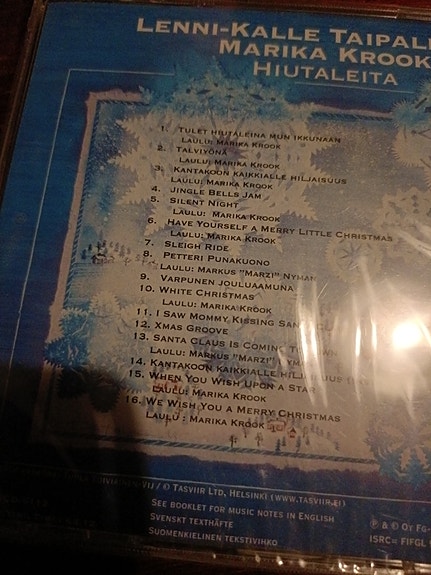 LENNI-KALLE TAIPAL
MARIKA KROOK
HIUTALEITA
1. TULET HIUTALEINA MUN IKKUNAAN
LAULU: MARIKA KROOK
2. TALVIYÖNÄ
LAULU: MARIKA KROOK
3. KANTAKOON KAIKKIALLE HILJAISUUS
LAULU: MARIKA KROOK
4. JINGLE BELLS JAM
5. SILENT NIGHT
LAULU: MARIKA KROOK
6. HAVE YOURSELF A MERRY LITTLE CHRISTMAS
LAULU: MARIKA KROOK
7. SLEIGH RIDE
8. PETTERI PUNAKUONO
LAULU: MARKUS "MARZI" NYMAN
9. VARPUNEN JOULUAAMUNA
10. WHITE CHRISTMAS
LAULU: MARIKA KROOK
11. I SAW MOMMY KISSING
12. XMAS GROOVE
13. SANTA CLAUS IS COMING
LAULU: MARKUS "MARZI"
14. KANTAKOON KAIKKIALLE
15. WHEN YOU WISH UPON A STAR
LAULU: MARIKA KROOK
16. WE WISH YOU A MERRY CHRISTMAS
LAULU : MARIKA KROOK
/ © TASVIIR LTD, HELSINKI (WWW.TASVIIR.FI)
SEE BOOKLET FOR MUSIC NOTES IN ENGLISH
SVENSKT TEXTHÄFTE
SUOMENKIELINEN TEKSTIVIHKO
℗ & © OY FG-
ISRC= FIFGL